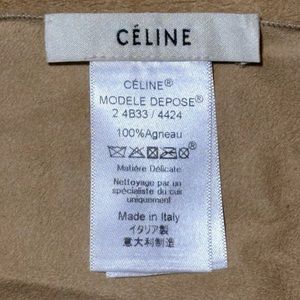 CÉLINE
CÉLINE®
MODELE DEPOSE®
2 4B33 / 4424
100%Agneau
Matière Délicate
Nettoyage par un
spécialiste du cuir
uniquement
Made in Italy
イタリア製
意大利制造